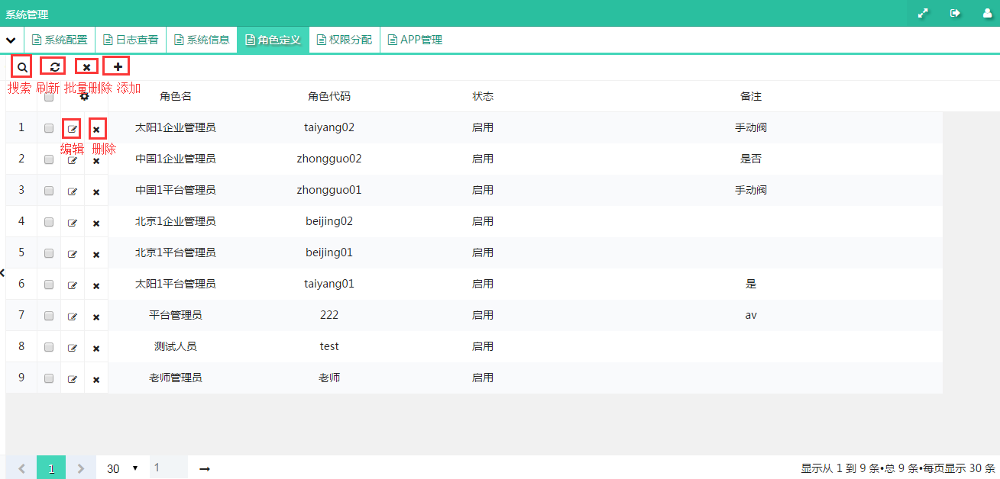 系统管理
系统配置 日志查看 系统信息 角色定义 权限分配 APP管理
搜索 刷新 批量删除 添加
角色名 角色代码 状态 备注
1 太阳1企业管理员 taiyang02 启用 手动阀
编辑 删除
2 中国1企业管理员 zhongguo02 启用 是否
3 中国1平台管理员 zhongguo01 启用 手动阀
4 北京1企业管理员 beijing02 启用
5 北京1平台管理员 beijing01 启用
6 太阳1平台管理员 taiyang01 启用 是
7 平台管理员 222 启用 av
8 测试人员 test 启用
9 老师管理员 老师 启用
1 30 1 显示从 1 到 9 条•总 9 条•每页显示 30 条